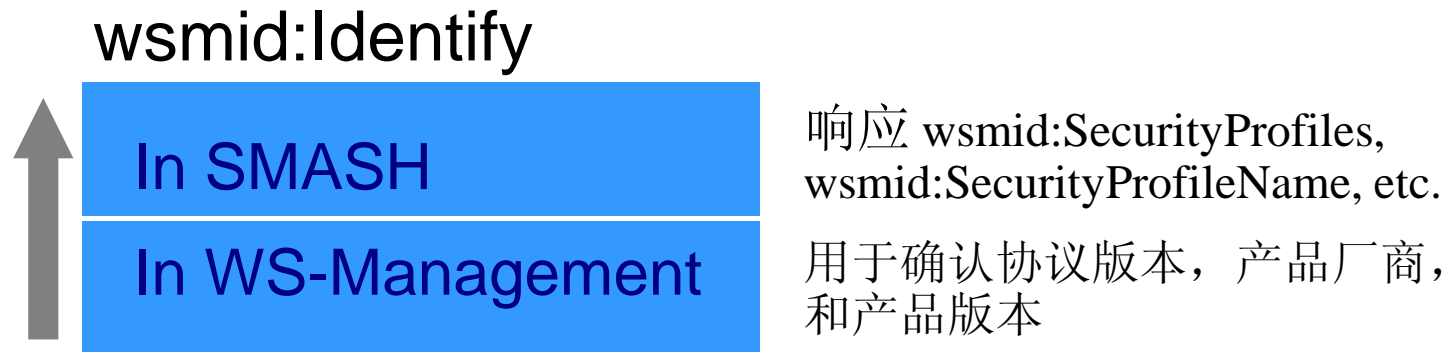 wsmid:Identify
In SMASH
响应 wsmid:SecurityProfiles,
wsmid:SecurityProfileName, etc.
In WS-Management
用于确认协议版本，产品厂商，
和产品版本